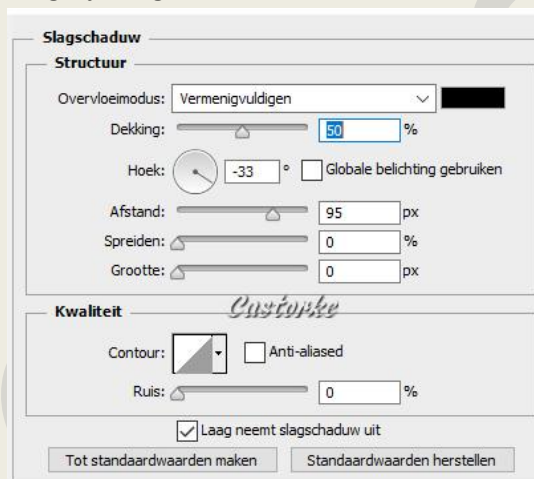 Slagschaduw
Structuur
Overvloeimodus: Vermenigvuldigen
Dekking: 50 %
Hoek: -33 ° Globale belichting gebruiken
Afstand: 95 px
Spreiden: 0 %
Grootte: 0 px
Kwaliteit Castorke
Contour: Anti-aliased
Ruis: 0 %
Laag neemt slagschaduw uit
Tot standaardwaarden maken Standaardwaarden herstellen